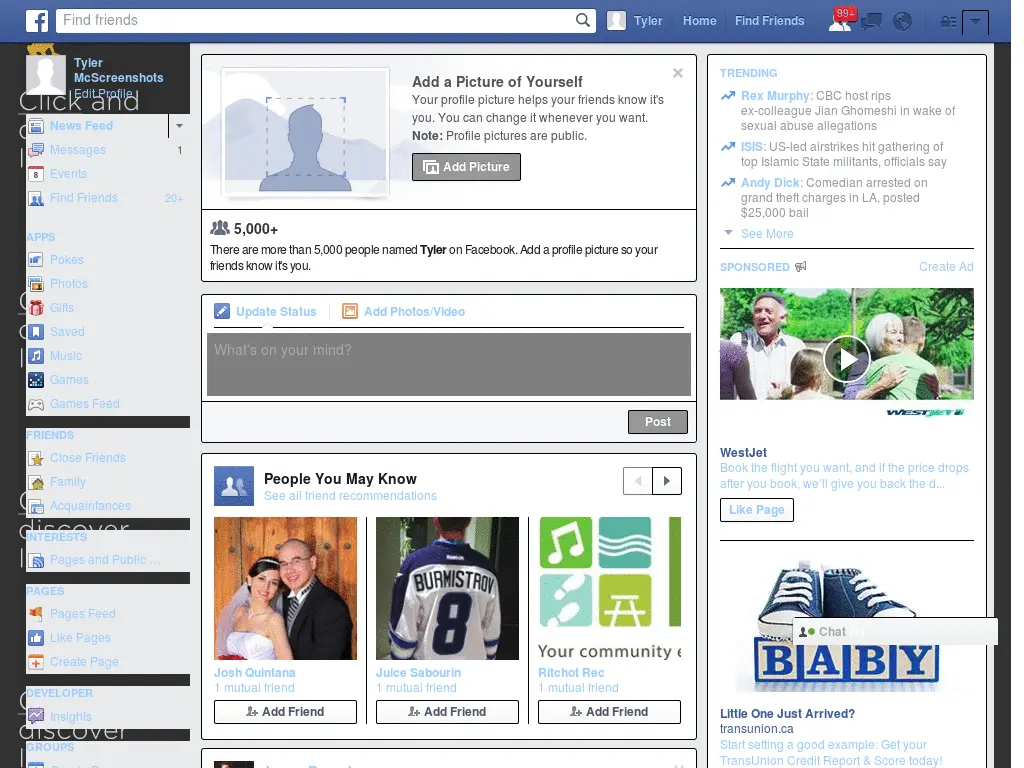 Find friends
Tyler
Home
Find Friends
99+
Tyler
McScreenshots
Edit Profile
Click and
News Feed
Messages
1
Events
Find Friends
20+
APPS
Pokes
Photos
Gifts
Saved
Music
Games
Games Feed
FRIENDS
Close Friends
Family
Acquaintances
discover
INTERESTS
Pages and Public ...
PAGES
Pages Feed
Like Pages
Create Page
DEVELOPER
Insights
discover
GROUPS
Add a Picture of Yourself
Your profile picture helps your friends know it's
you. You can change it whenever you want.
Note: Profile pictures are public.
Add Picture
5,000+
There are more than 5,000 people named Tyler on Facebook. Add a profile picture so your
friends know it's you.
Update Status
Add Photos/Video
What's on your mind?
Post
People You May Know
See all friend recommendations
BURMISTROV
8
Your community e
Josh Quintana
1 mutual friend
Add Friend
Juice Sabourin
1 mutual friend
Add Friend
Ritchot Rec
1 mutual friend
Add Friend
TRENDING
Rex Murphy: CBC host rips
ex-colleague Jian Ghomeshi in wake of
sexual abuse allegations
ISIS: US-led airstrikes hit gathering of
top Islamic State militants, officials say
Andy Dick: Comedian arrested on
grand theft charges in LA, posted
$25,000 bail
See More
SPONSORED
Create Ad
WESTJET
WestJet
Book the flight you want, and if the price drops
after you book, we'll give you back the d...
Like Page
Chat
BABY
Little One Just Arrived?
transunion.ca
Start setting a good example: Get your
TransUnion Credit Report & Score today!